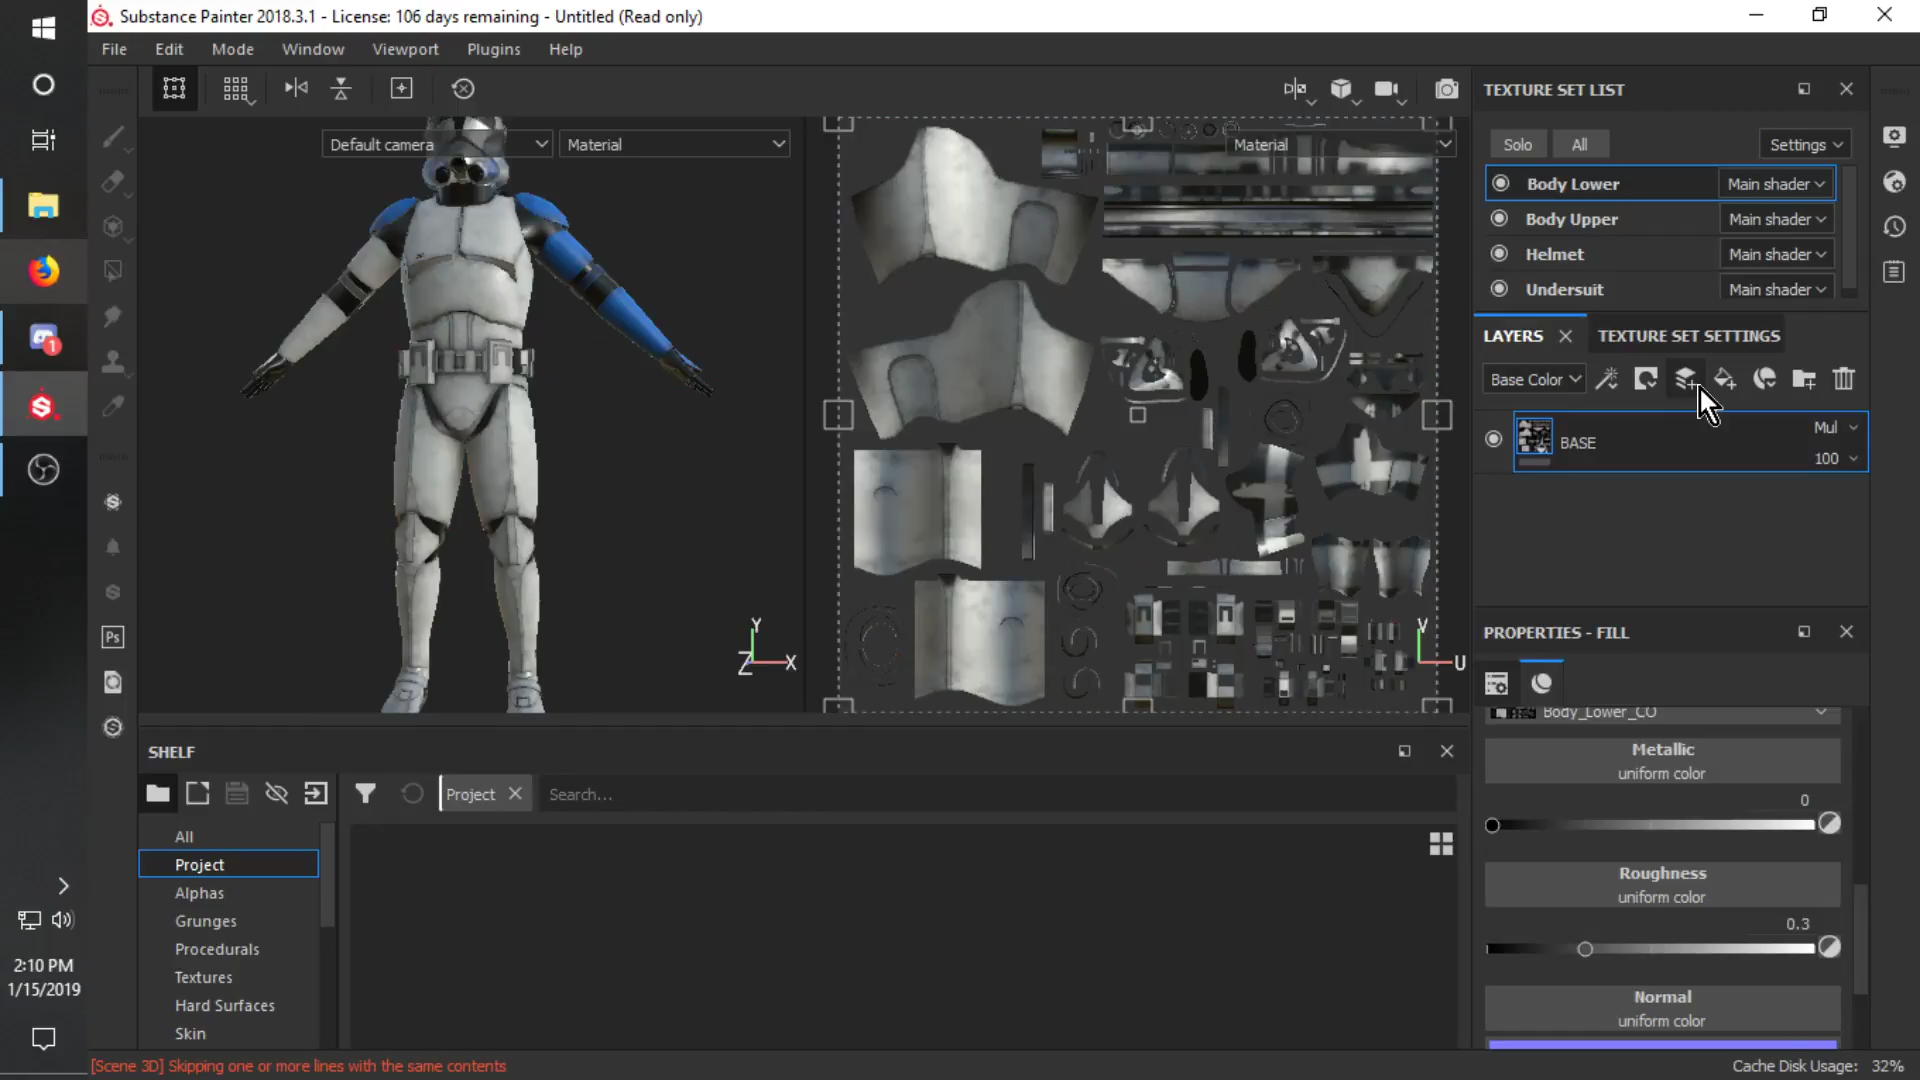 Substance Painter 2018.3.1 - License: 106 days remaining - Untitled (Read only)
File Edit Mode Window Viewport Plugins Help
Default camera
Material
Material
TEXTURE SET LIST
Solo All Settings
Body Lower Main shader
Body Upper Main shader
Helmet Main shader
Undersuit Main shader
LAYERS TEXTURE SET SETTINGS
Base Color
BASE Mul
100
PROPERTIES - FILL
Body_Lower_CO
Metallic
uniform color
0
Roughness
uniform color
0.3
Normal
uniform color
Y
Z X
V
U
Ps
1
SHELF
Project
Search...
All
Project
Alphas
Grunges
Procedurals
Textures
Hard Surfaces
Skin
2:10 PM
1/15/2019
[Scene 3D] Skipping one or more lines with the same contents
Cache Disk Usage: 32%